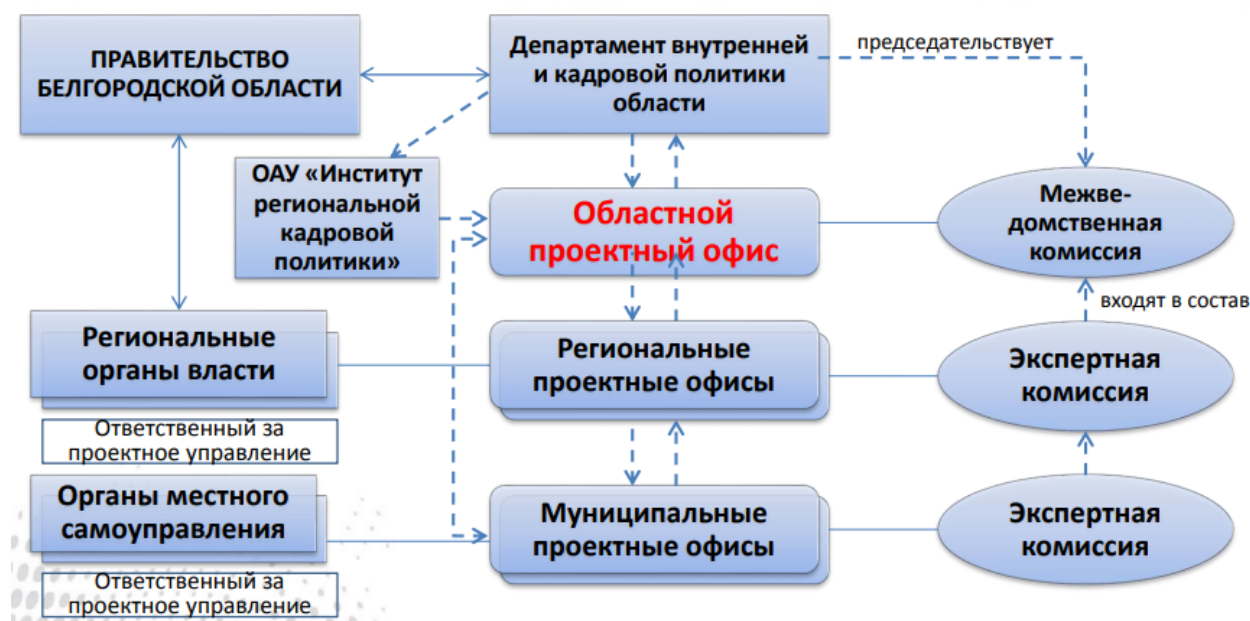 ПРАВИТЕЛЬСТВО
БЕЛГОРОДСКОЙ ОБЛАСТИ
Департамент внутренней
и кадровой политики
области
председательствует
ОАУ «Институт
региональной
кадровой
политики»
Областной
проектный офис
Межве-
домственная
комиссия
входят в состав
Региональные
органы власти
Региональные
проектные офисы
Экспертная
комиссия
Ответственный за
проектное управление
Органы местного
самоуправления
Муниципальные
проектные офисы
Экспертная
комиссия
Ответственный за
проектное управление